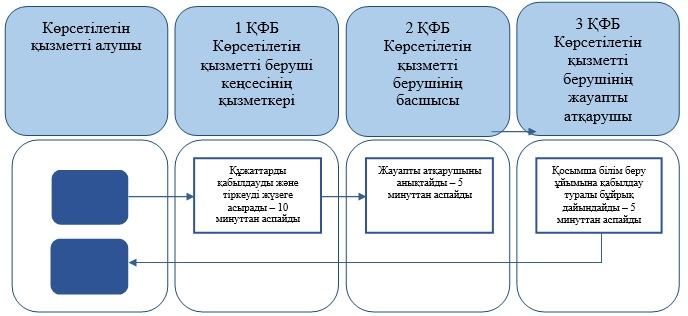 Көрсетілетін
қызметті алушы
1 ҚФБ
Көрсетілетін
қызметті беруші
кеңсесінің
қызметкері
2 ҚФБ
Көрсетілетін
қызметті
берушінің
басшысы
3 ҚФБ
Көрсетілетін
қызметті
берушінің
жауапты
атқарушы
Құжаттарды
қабылдауды және
тіркеуді жүзеге
асырады – 10
минуттан аспайды
Жауапты атқарушыны
анықтайды – 5
минуттан аспайды
Қосымша білім беру
ұйымына қабылдау
туралы бұйрық
дайындайды – 5
минуттан аспайды